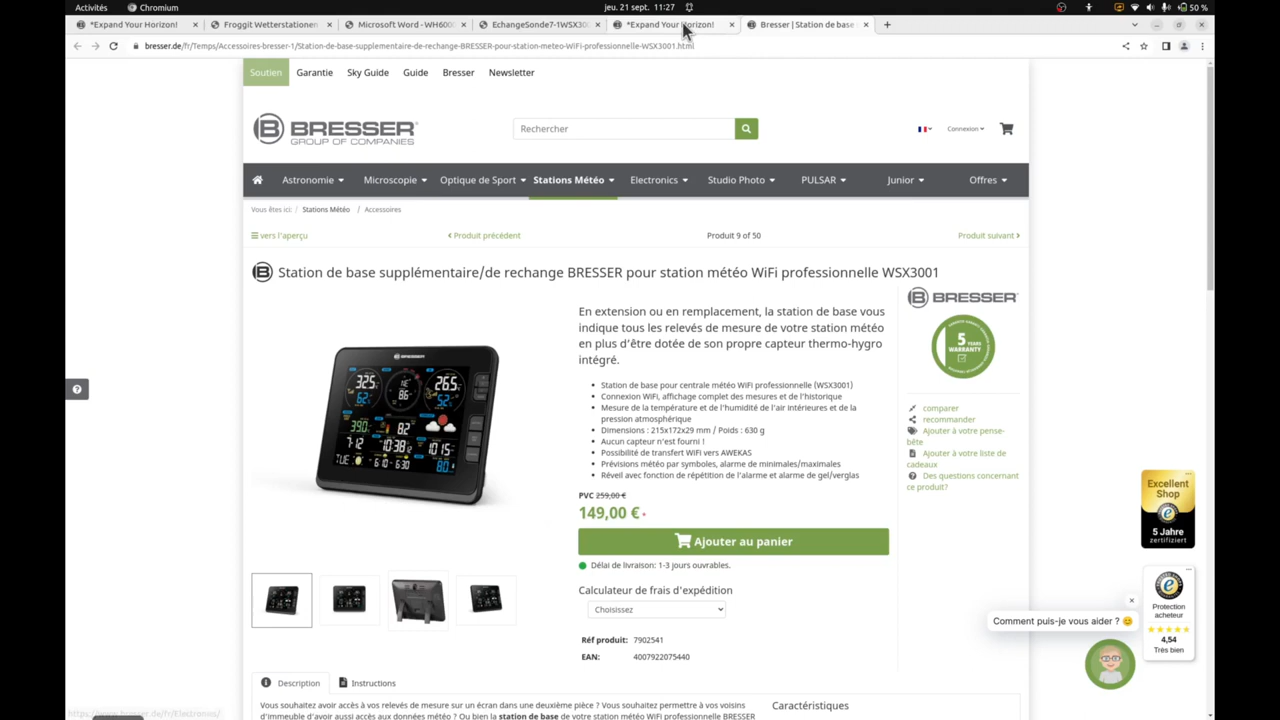 Activités
Chromium
jeu. 21 sept. 11:27
50 %
*Expand Your Horizon!
Froggit Wetterstationen
Microsoft Word - WH600
EchangeSonde7-1WSX30
*Expand Your Horizon!
Bresser | Station de base
bresser.de/fr/Temps/Accessoires-bresser-1/Station-de-base-supplementaire-de-rechange-BRESSER-pour-station-meteo-WiFi-professionnelle-WSX3001.html
Soutien
Garantie
Sky Guide
Guide
Bresser
Newsletter
BRESSER®
GROUP OF COMPANIES
Rechercher
Connexion
Astronomie
Microscopie
Optique de Sport
Stations Météo
Electronics
Studio Photo
PULSAR
Junior
Offres
Vous êtes ici: / Stations Météo / Accessoires
vers l'aperçu
Produit précédent
Produit 9 of 50
Produit suivant
Station de base supplémentaire/de rechange BRESSER pour station météo WiFi professionnelle WSX3001
En extension ou en remplacement, la station de base vous
indique tous les relevés de mesure de votre station météo
en plus d'être dotée de son propre capteur thermo-hygro
intégré.
Station de base pour centrale météo WiFi professionnelle (WSX3001)
Connexion WiFi, affichage complet des mesures et de l'historique
Mesure de la température et de l'humidité de l'air intérieures et de la
pression atmosphérique
Dimensions : 215x172x29 mm / Poids : 630 g
Aucun capteur n'est fourni !
Possibilité de transfert WiFi vers AWEKAS
Prévisions météo par symboles, alarme de minimales/maximales
Réveil avec fonction de répétition de l'alarme et alarme de gel/verglas
PVC 259,00 €
149,00 € *
Ajouter au panier
Délai de livraison: 1-3 jours ouvrables.
Calculateur de frais d'expédition
Choisissez
Réf produit: 7902541
EAN: 4007922075440
BRESSER
5
YEARS
WARRANTY
comparer
recommander
Ajouter à votre pense-
bête
Ajouter à votre liste de
cadeaux
Des questions concernant
ce produit?
Excellent
Shop
5 Jahre
zertifiziert
Protection
acheteur
4,54
Très bien
Comment puis-je vous aider ? 😊
Description
Instructions
Vous souhaitez avoir accès à vos relevés de mesure sur un écran dans une deuxième pièce ? Vous souhaitez permettre à vos voisins
d'immeuble d'avoir aussi accès aux données météo ? Ou bien la station de base de votre station météo WiFi professionnelle BRESSER
Caractéristiques
https://www.bresser.de/fr/Electronics/